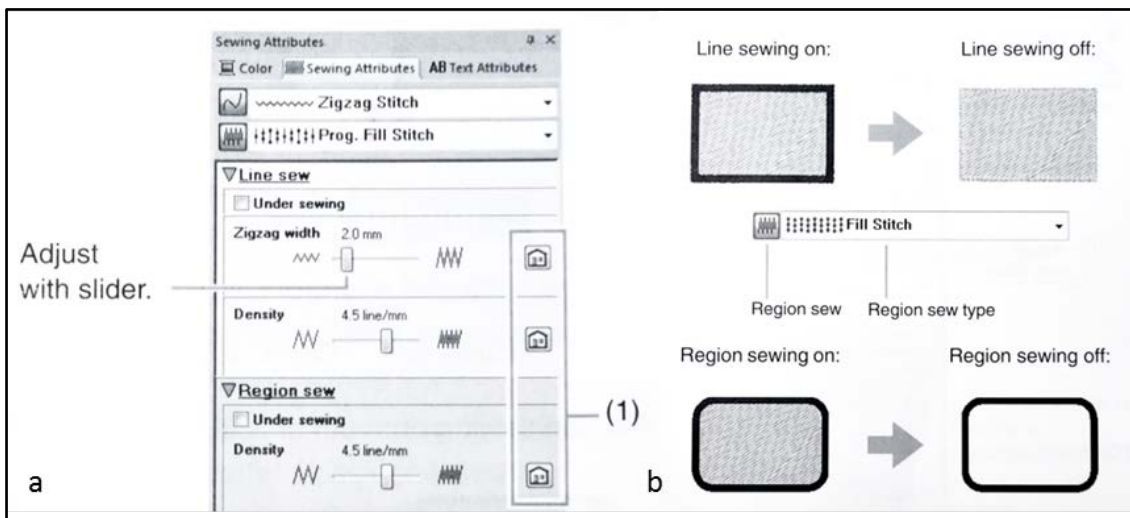 Sewing Attributes
Color Sewing Attributes AB Text Attributes
Zigzag Stitch
Prog. Fill Stitch
Line sew
Under sewing
Zigzag width 2.0 mm
Adjust
with slider.
Density 4.5 line/mm
Region sew
Under sewing
(1)
Density 4.5 line/mm
a
Line sewing on: Line sewing off:
Fill Stitch
Region sew Region sew type
Region sewing on: Region sewing off:
b